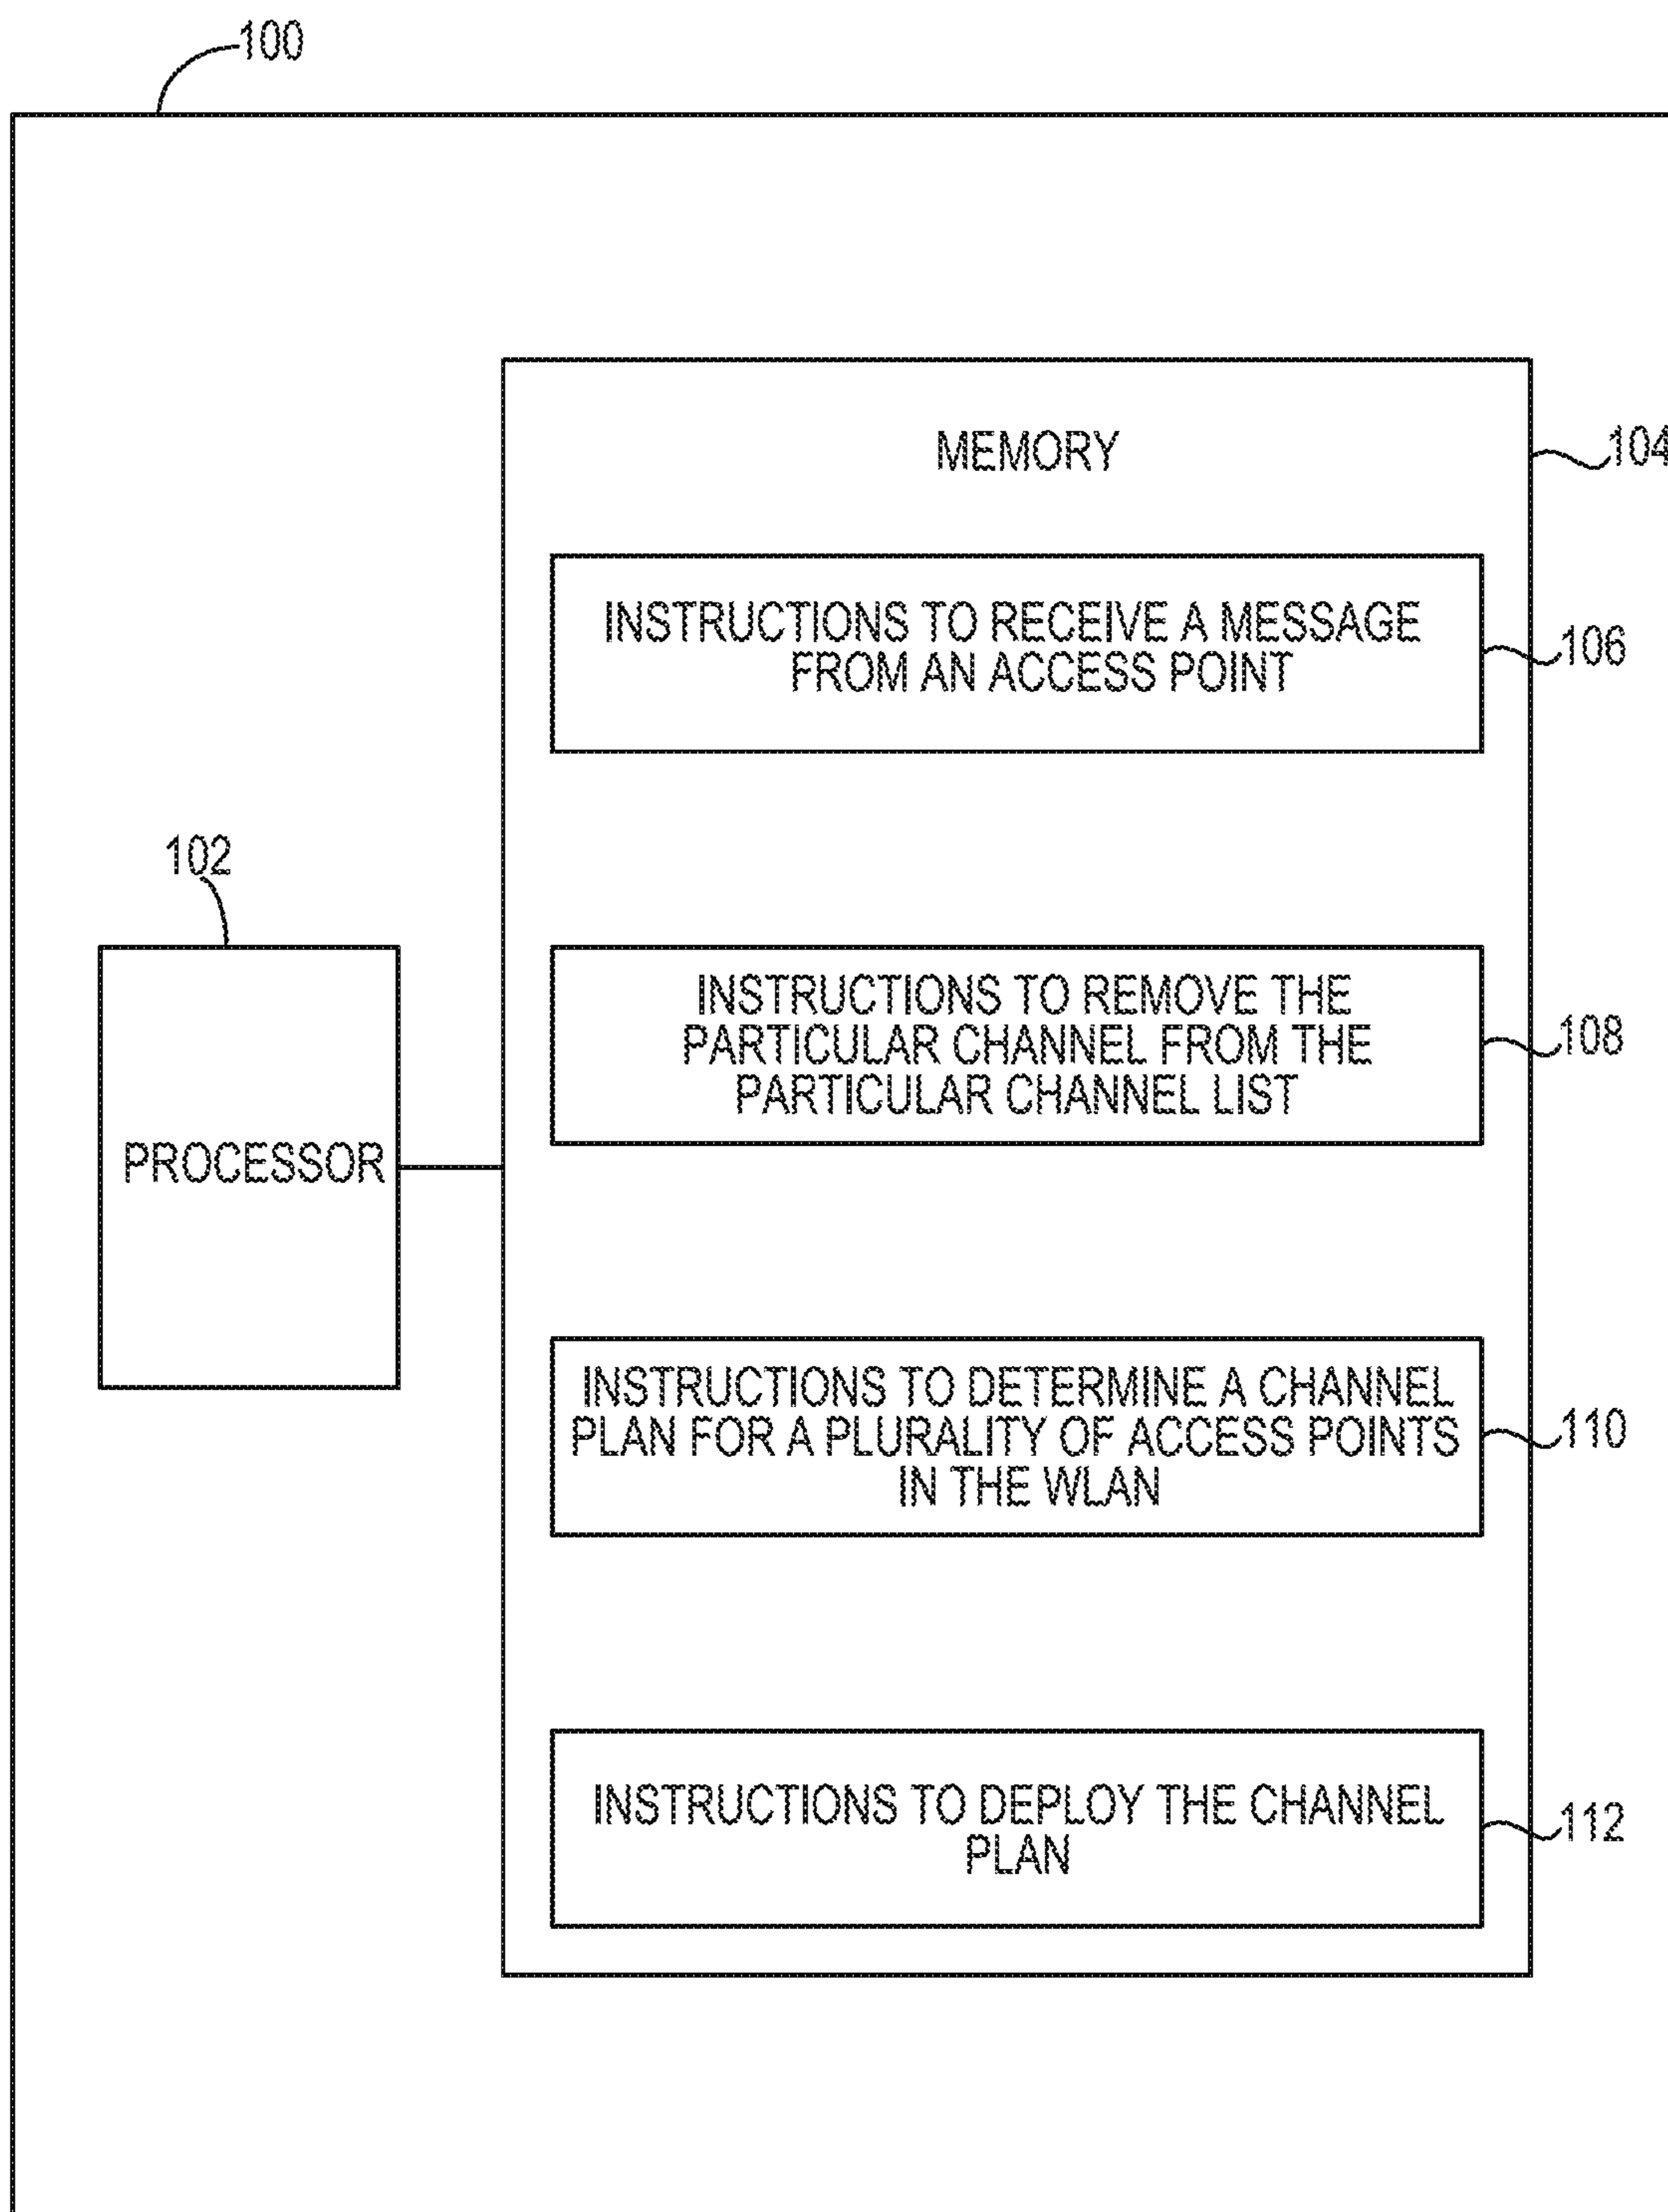 100
MEMORY
104
INSTRUCTIONS TO RECEIVE A MESSAGE
FROM AN ACCESS POINT
106
102
PROCESSOR
INSTRUCTIONS TO REMOVE THE
PARTICULAR CHANNEL FROM THE
PARTICULAR CHANNEL LIST
108
INSTRUCTIONS TO DETERMINE A CHANNEL
PLAN FOR A PLURALITY OF ACCESS POINTS
IN THE WLAN
110
INSTRUCTIONS TO DEPLOY THE CHANNEL
PLAN
112